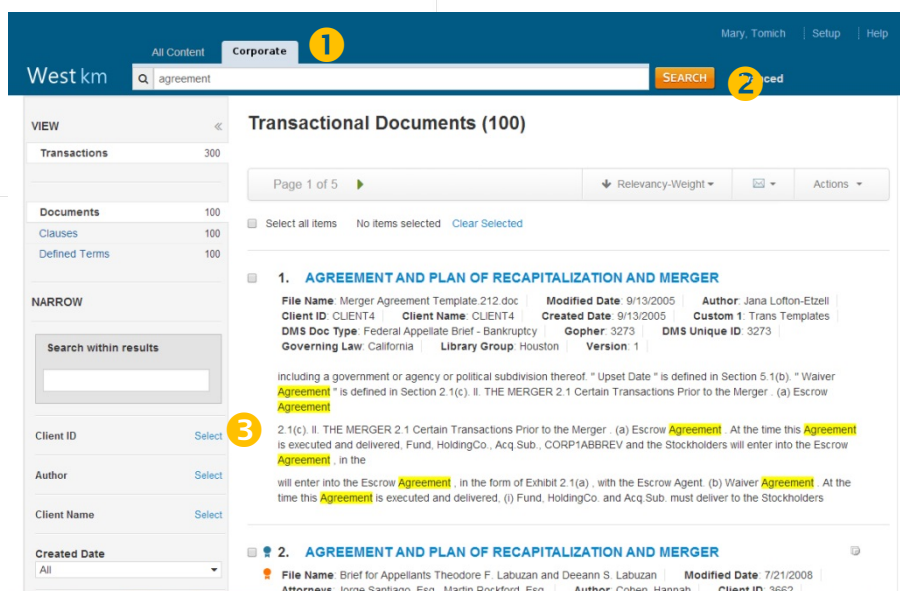 Mary, Tomich Setup Help
All Content Corporate 1
West km agreement SEARCH 2
VIEW
Transactions 300
Documents 100
Clauses 100
Defined Terms 100
NARROW
Search within results
Client ID Select 3
Author Select
Client Name Select
Created Date
All
Transactional Documents (100)
Page 1 of 5 Relevancy-Weight Actions
Select all items No items selected Clear Selected
1. AGREEMENT AND PLAN OF RECAPITALIZATION AND MERGER
File Name: Merger Agreement Template.212.doc Modified Date: 9/13/2005 Author: Jana Lofton-Etzell
Client ID: CLIENT4 Client Name: CLIENT4 Created Date: 9/13/2005 Custom 1: Trans Templates
DMS Doc Type: Federal Appellate Brief - Bankruptcy Gopher: 3273 DMS Unique ID: 3273
Governing Law: California Library Group: Houston Version: 1
including a government or agency or political subdivision thereof. " Upset Date " is defined in Section 5.1(b). " Waiver
Agreement " is defined in Section 2.1(c). II. THE MERGER 2.1 Certain Transactions Prior to the Merger . (a) Escrow
Agreement
2.1(c). II. THE MERGER 2.1 Certain Transactions Prior to the Merger . (a) Escrow Agreement . At the time this Agreement
is executed and delivered, Fund, HoldingCo., Acq.Sub., CORP1ABBREV and the Stockholders will enter into the Escrow
Agreement , in the
will enter into the Escrow Agreement , in the form of Exhibit 2.1(a) , with the Escrow Agent. (b) Waiver Agreement . At the
time this Agreement is executed and delivered, (i) Fund, HoldingCo. and Acq.Sub. must deliver to the Stockholders
2. AGREEMENT AND PLAN OF RECAPITALIZATION AND MERGER
File Name: Brief for Appellants Theodore F. Labuzan and Deeann S. Labuzan Modified Date: 7/21/2008
Attorneys: Jorge Santiago, Esq., Martin Rockford, Esq. Author: Cohen, Hannah Client ID: 3662